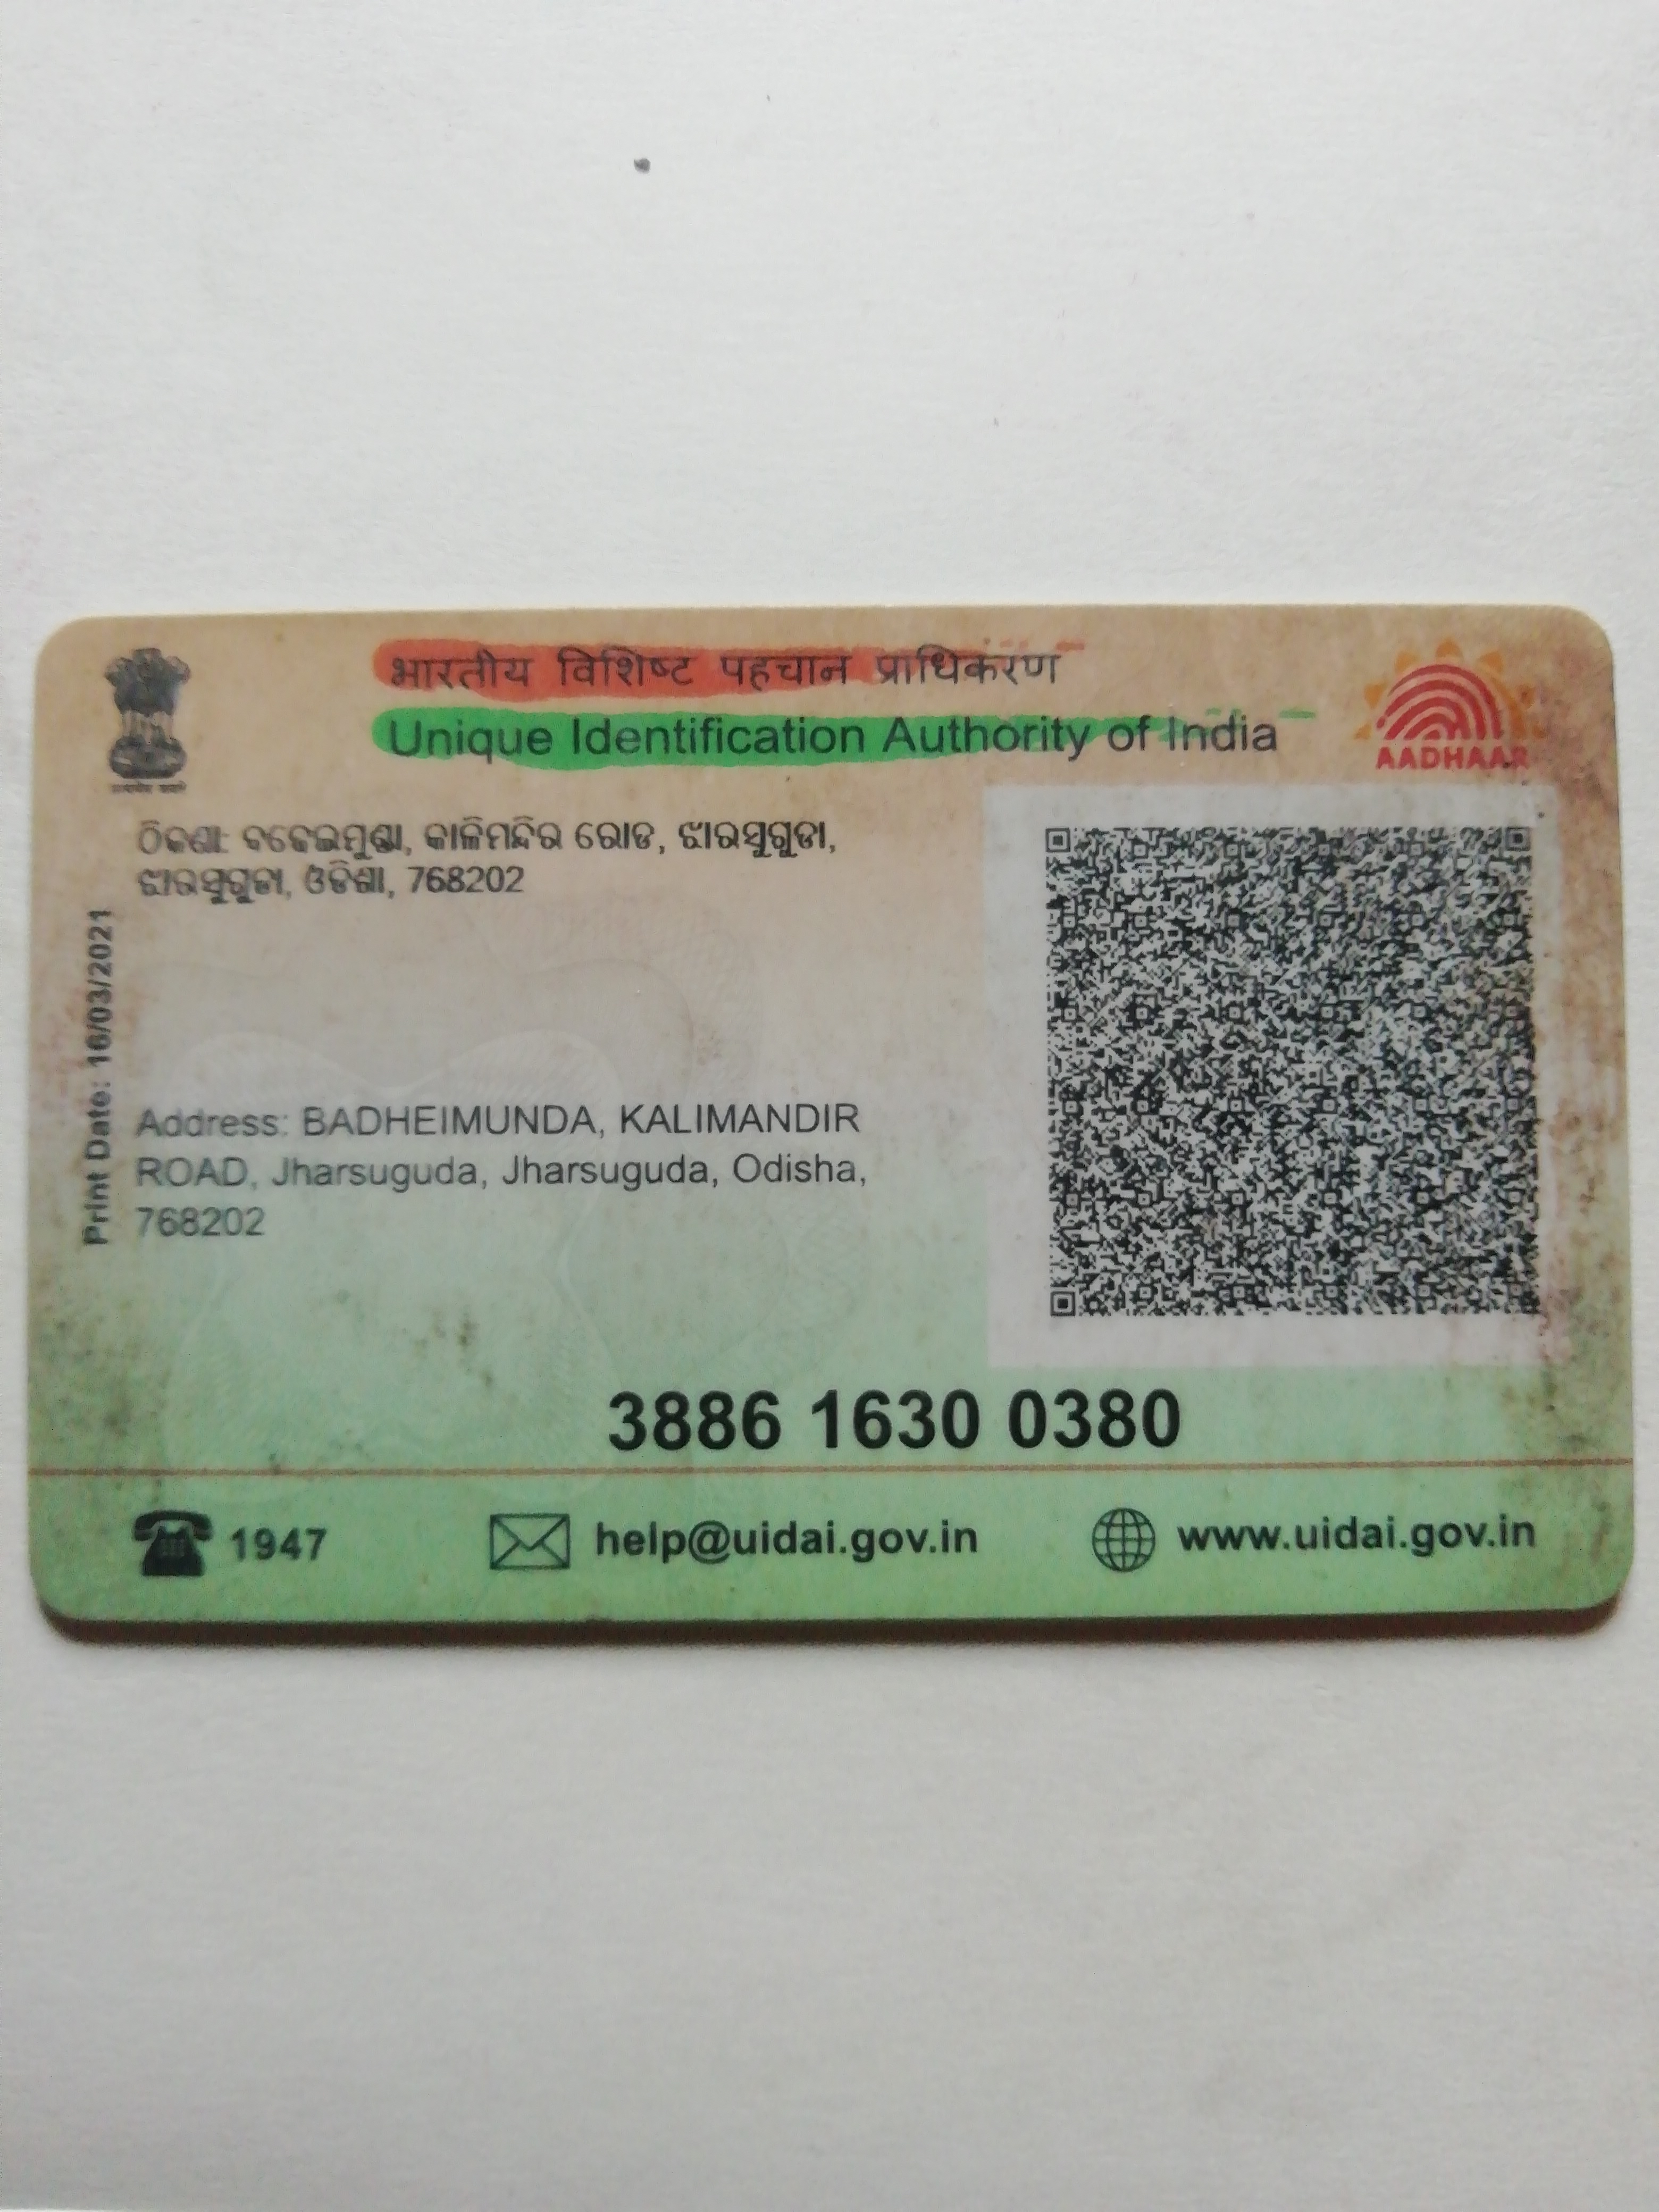 भारतीय विशिष्ट पहचान प्राधिकरण
Unique Identification Authority of India
AADHAAR
ଠିକଣା: ବଢେଇମୁଣ୍ଡା, କାଳିମନ୍ଦିର ରୋଡ, ଝାରସୁଗୁଡା,
ଝାରସୁଗୁଡା, ଓଡିଶା, 768202
Print Date: 16/03/2021
Address: BADHEIMUNDA, KALIMANDIR
ROAD, Jharsuguda, Jharsuguda, Odisha,
768202
3886 1630 0380
1947
help@uidai.gov.in
www.uidai.gov.in